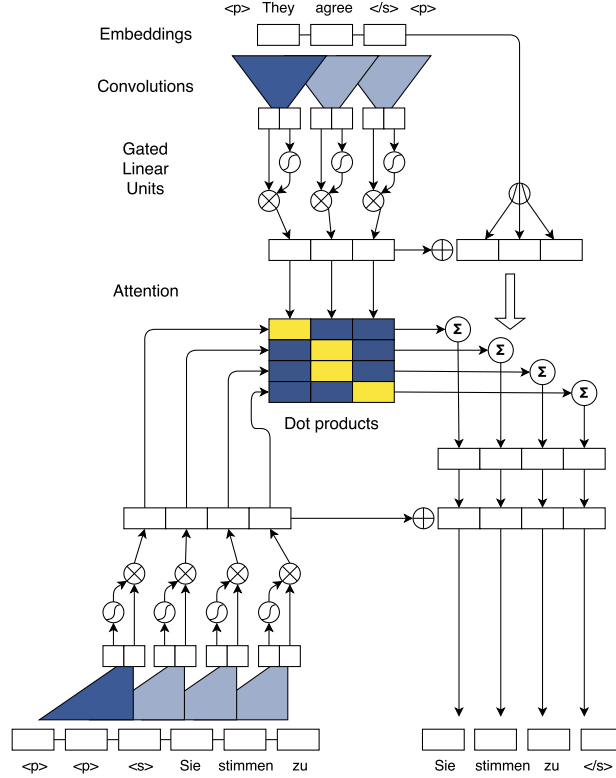 <p> They agree </s> <p>
Embeddings
Convolutions
Gated
Linear
Units
Attention
Σ
Σ
Σ
Σ
Dot products
<p> <p> <s> Sie stimmen zu
Sie stimmen zu </s>